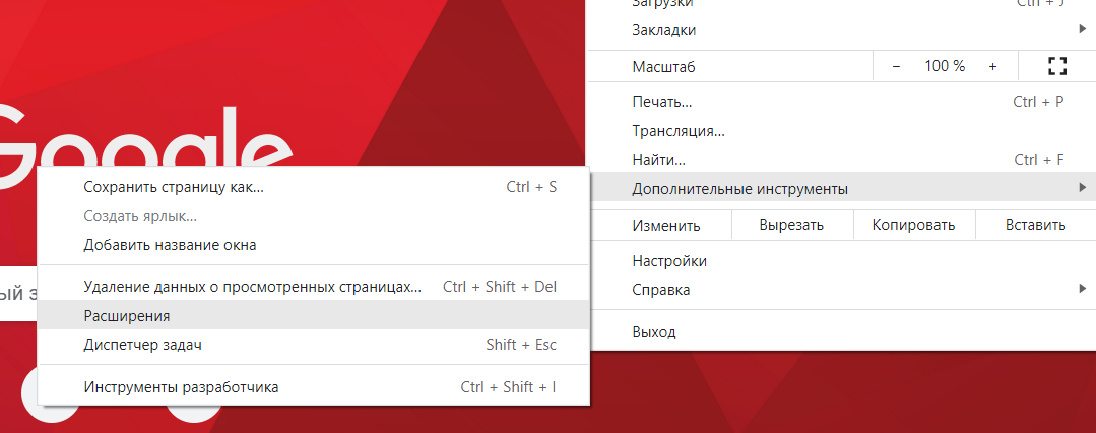 Загрузки Ctrl + J
Закладки
Масштаб − 100 % +
Печать... Ctrl + P
Трансляция...
Найти... Ctrl + F
Дополнительные инструменты
Изменить Вырезать Копировать Вставить
Настройки
Справка
Выход
Google
Сохранить страницу как... Ctrl + S
Создать ярлык...
Добавить название окна
Удаление данных о просмотренных страницах... Ctrl + Shift + Del
Расширения
Диспетчер задач Shift + Esc
Инструменты разработчика Ctrl + Shift + I